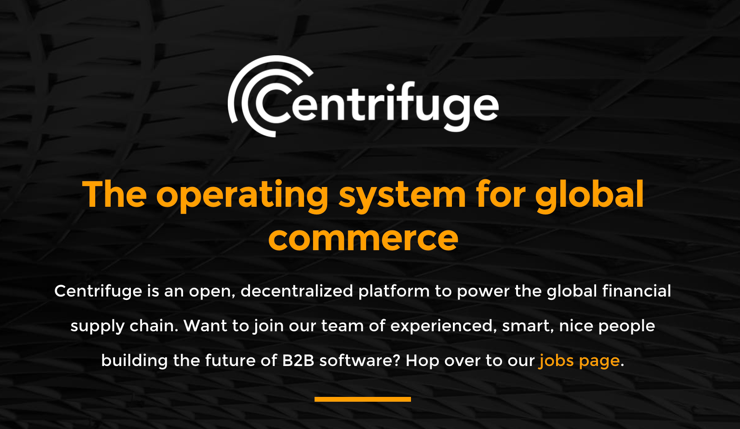 Centrifuge
The operating system for global
commerce
Centrifuge is an open, decentralized platform to power the global financial
supply chain. Want to join our team of experienced, smart, nice people
building the future of B2B software? Hop over to our jobs page.